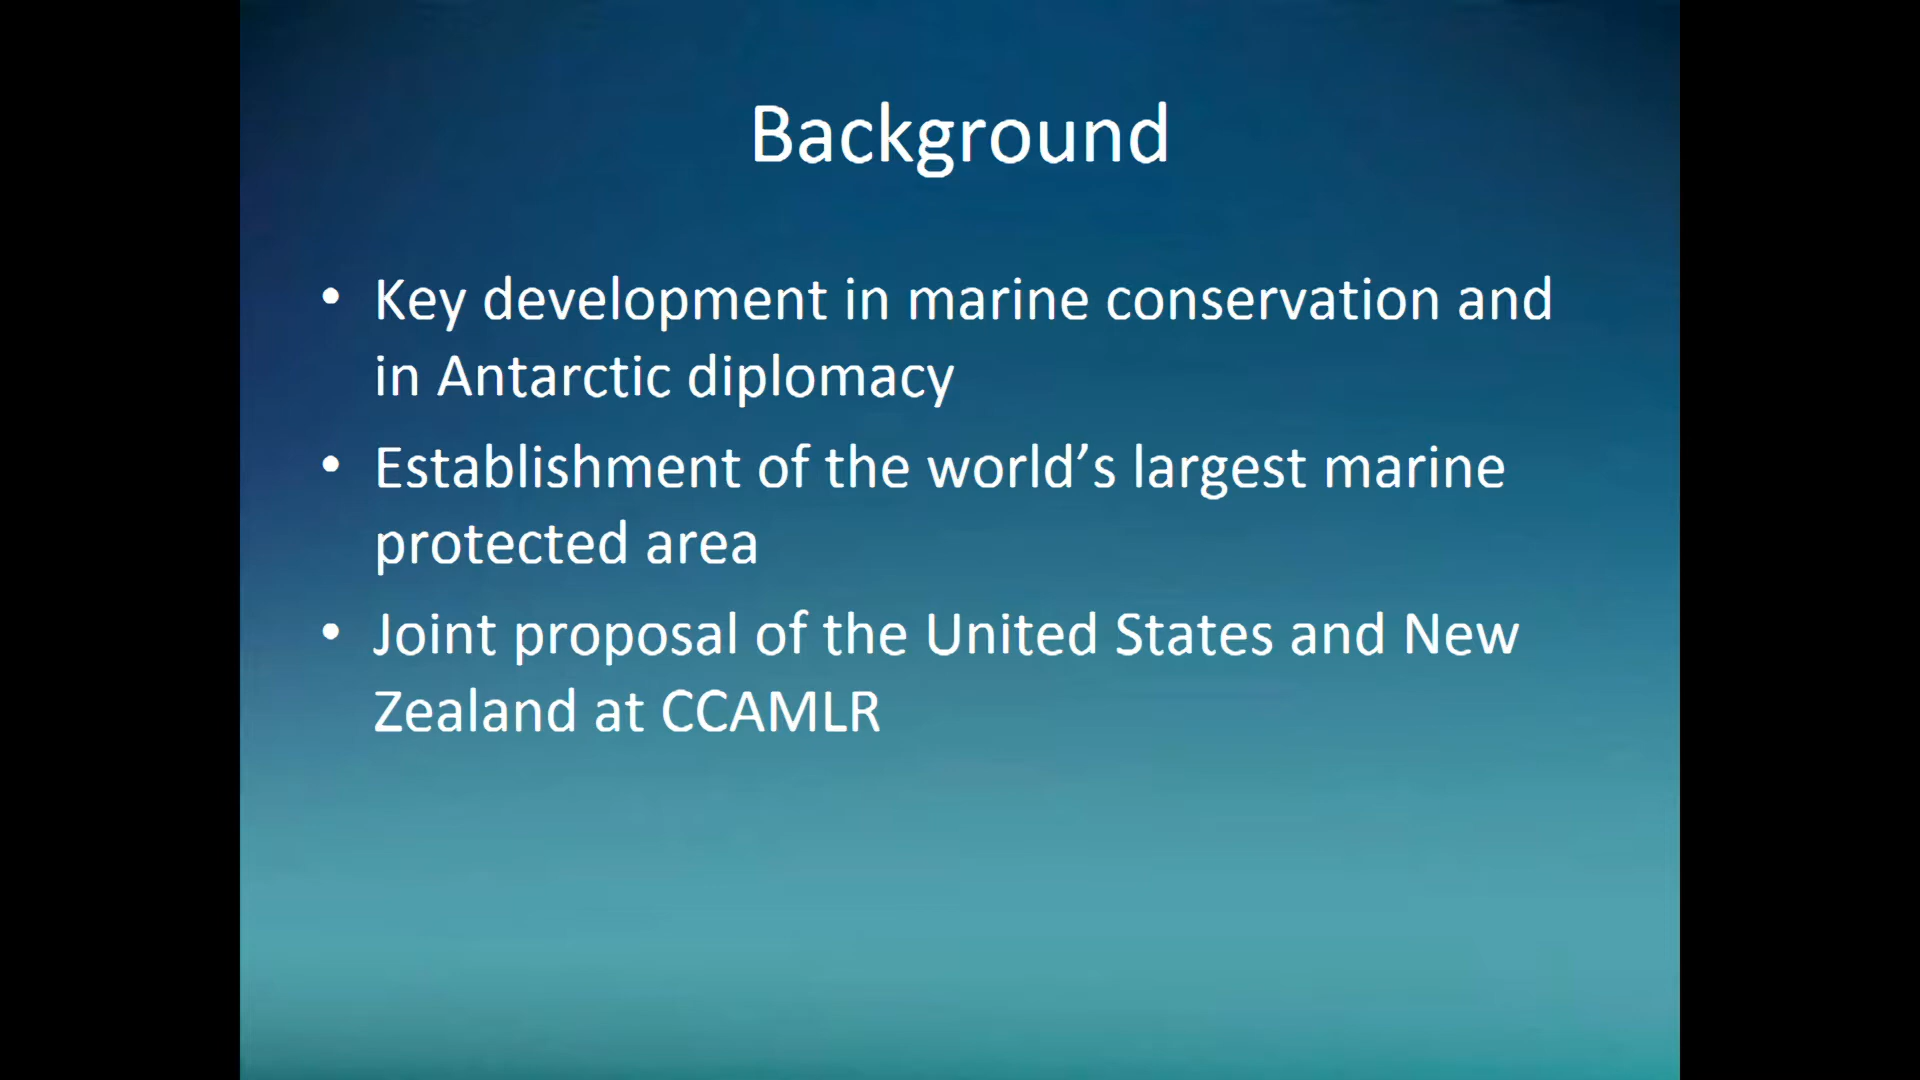 Background
• Key development in marine conservation and
in Antarctic diplomacy
• Establishment of the world’s largest marine
protected area
• Joint proposal of the United States and New
Zealand at CCAMLR